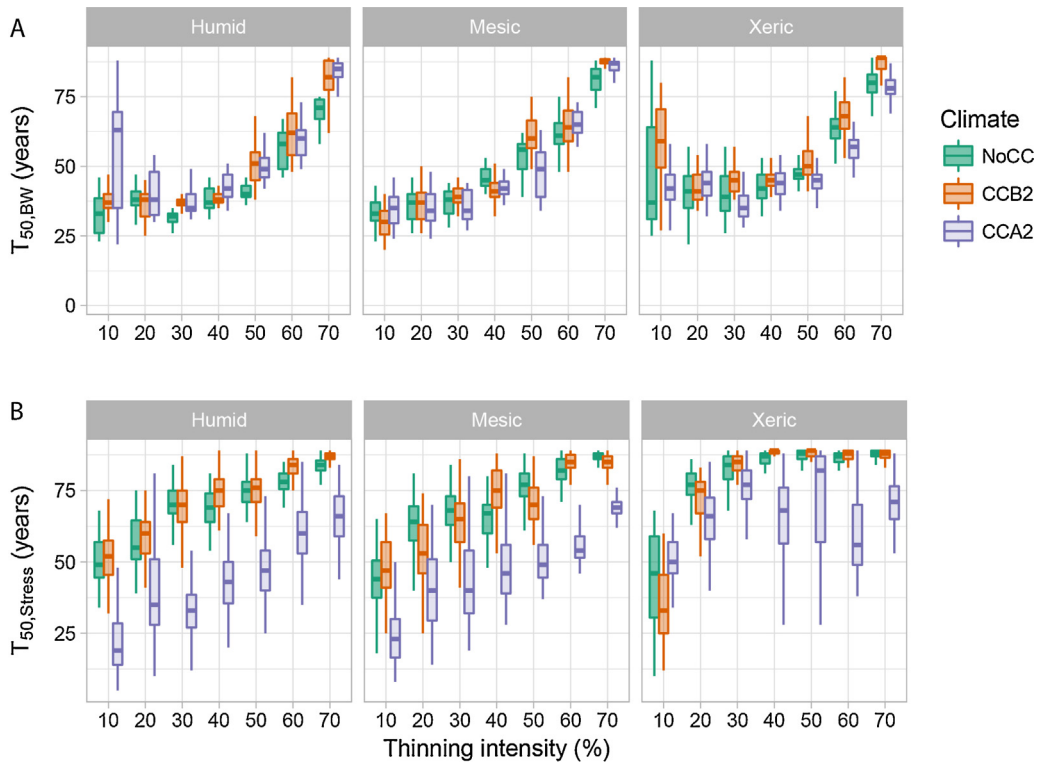 A
Humid Mesic Xeric
T50,BW (years)
75
50
25
0
10 20 30 40 50 60 70 10 20 30 40 50 60 70 10 20 30 40 50 60 70
Climate
NoCC
CCB2
CCA2
B
Humid Mesic Xeric
T50,Stress (years)
75
50
25
10 20 30 40 50 60 70 10 20 30 40 50 60 70 10 20 30 40 50 60 70
Thinning intensity (%)